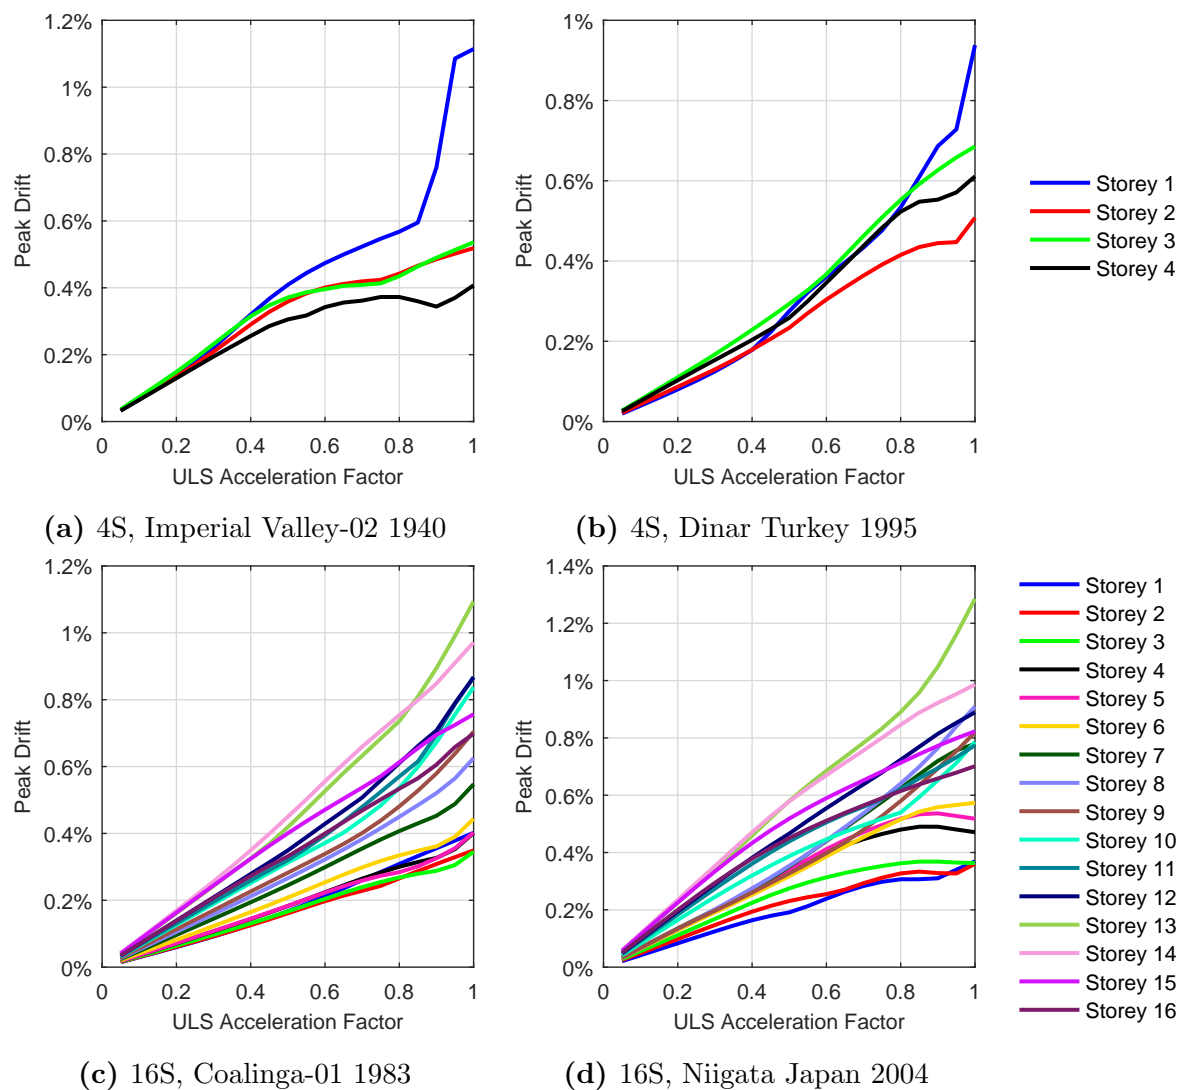 1.2%
1%
0.8%
0.6%
0.4%
0.2%
0%
Peak Drift
0 0.2 0.4 0.6 0.8 1
ULS Acceleration Factor
(a) 4S, Imperial Valley-02 1940
1%
0.8%
0.6%
0.4%
0.2%
0%
Peak Drift
0 0.2 0.4 0.6 0.8 1
ULS Acceleration Factor
(b) 4S, Dinar Turkey 1995
Storey 1
Storey 2
Storey 3
Storey 4
1.2%
1%
0.8%
0.6%
0.4%
0.2%
0%
Peak Drift
0 0.2 0.4 0.6 0.8 1
ULS Acceleration Factor
(c) 16S, Coalinga-01 1983
1.4%
1.2%
1%
0.8%
0.6%
0.4%
0.2%
0%
Peak Drift
0 0.2 0.4 0.6 0.8 1
ULS Acceleration Factor
(d) 16S, Niigata Japan 2004
Storey 1
Storey 2
Storey 3
Storey 4
Storey 5
Storey 6
Storey 7
Storey 8
Storey 9
Storey 10
Storey 11
Storey 12
Storey 13
Storey 14
Storey 15
Storey 16